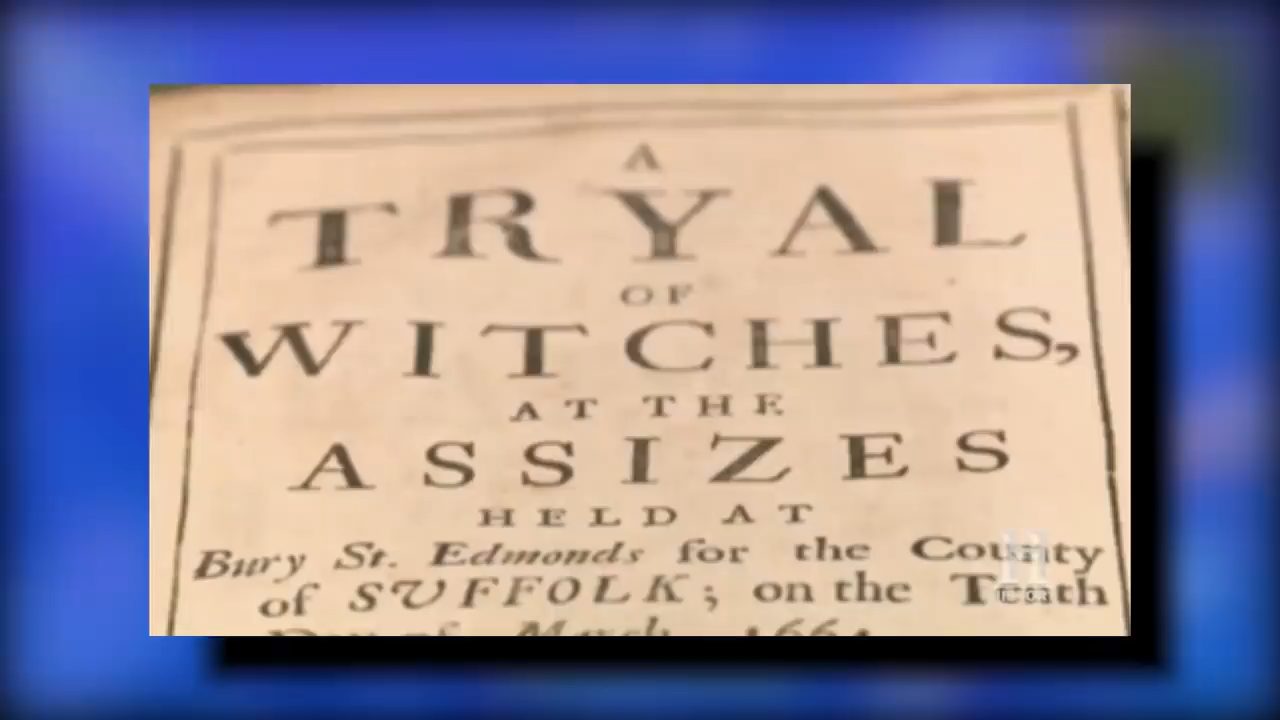 A
TRYAL
OF
WITCHES,
AT THE
ASSIZES
HELD AT
Bury St. Edmonds for the County
of SUFFOLK; on the Tenth
March